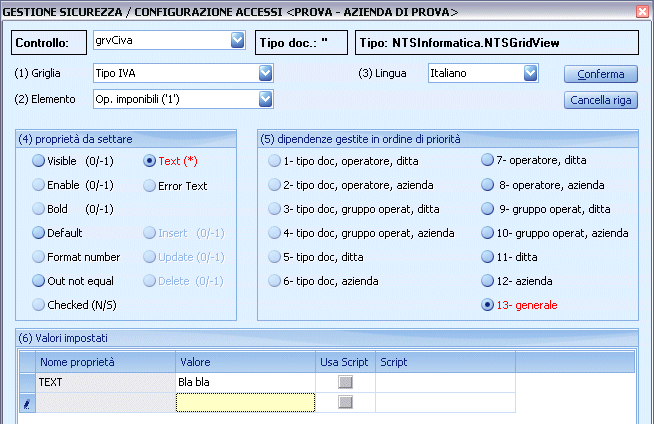 GESTIONE SICUREZZA / CONFIGURAZIONE ACCESSI <PROVA - AZIENDA DI PROVA>
Controllo: grvCiva Tipo doc.: '' Tipo: NTSInformatica.NTSGridView
(1) Griglia Tipo IVA (3) Lingua Italiano Conferma
(2) Elemento Op. imponibili ('1') Cancella riga
(4) proprietà da settare
Visible (0/-1) Text (*)
Enable (0/-1) Error Text
Bold (0/-1)
Default Insert (0/-1)
Format number Update (0/-1)
Out not equal Delete (0/-1)
Checked (N/S)
(5) dipendenze gestite in ordine di priorità
1- tipo doc, operatore, ditta 7- operatore, ditta
2- tipo doc, operatore, azienda 8- operatore, azienda
3- tipo doc, gruppo operat, ditta 9- gruppo operat, ditta
4- tipo doc, gruppo operat, azienda 10- gruppo operat, azienda
5- tipo doc, ditta 11- ditta
6- tipo doc, azienda 12- azienda
13- generale
(6) Valori impostati
Nome proprietà Valore Usa Script Script
TEXT Bla bla